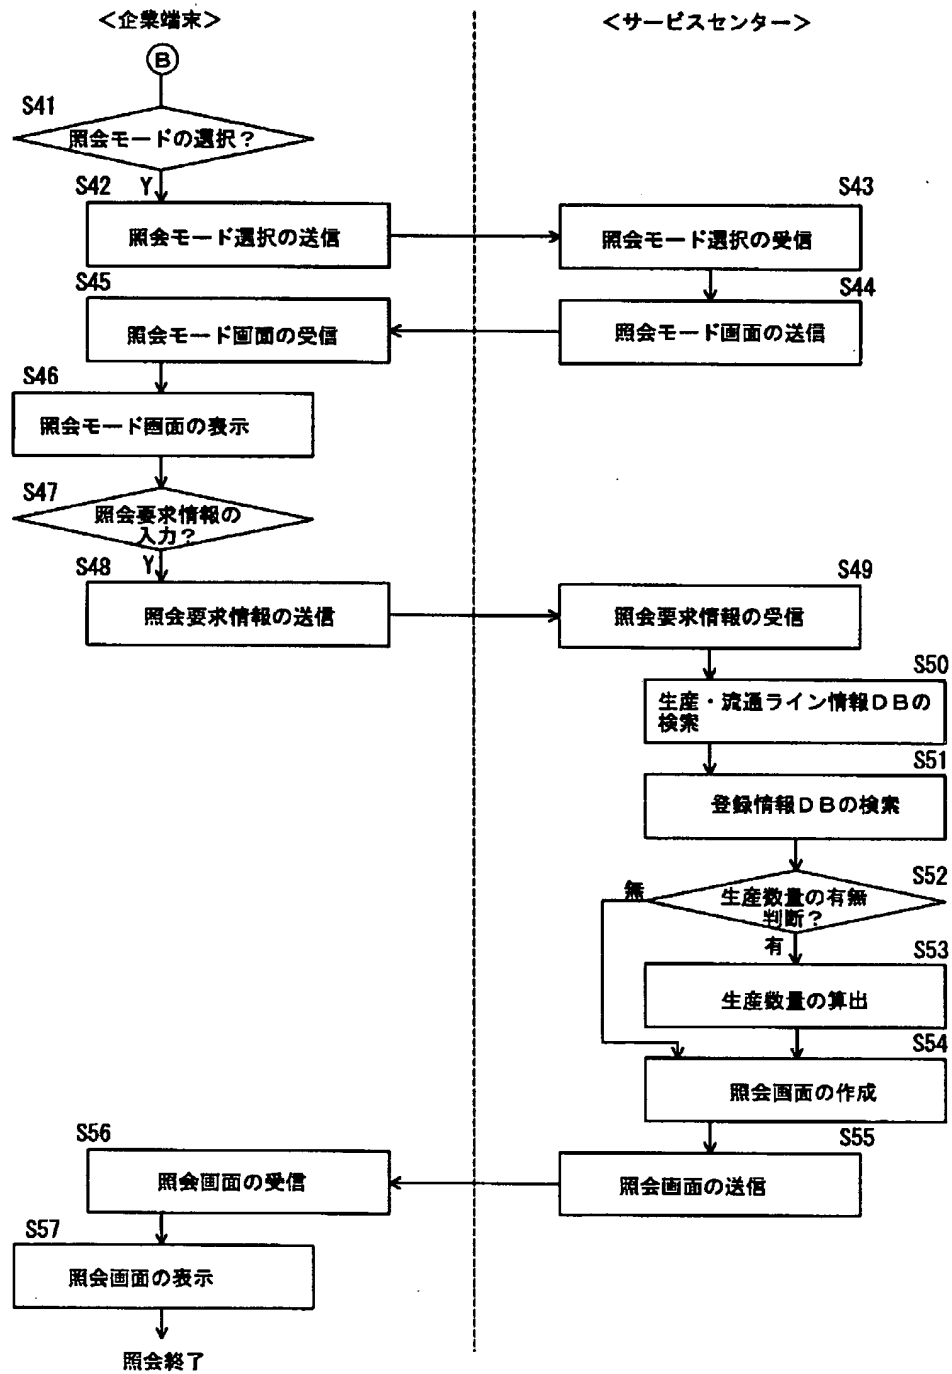 ＜企業端末＞
＜サービスセンター＞
B
S41
照会モードの選択？
Y
S42
照会モード選択の送信
S43
照会モード選択の受信
S44
照会モード画面の送信
S45
照会モード画面の受信
S46
照会モード画面の表示
S47
照会要求情報の
入力？
Y
S48
照会要求情報の送信
S49
照会要求情報の受信
S50
生産・流通ライン情報ＤＢの
検索
S51
登録情報ＤＢの検索
S52
生産数量の有無
判断？
無
有
S53
生産数量の算出
S54
照会画面の作成
S55
照会画面の送信
S56
照会画面の受信
S57
照会画面の表示
照会終了